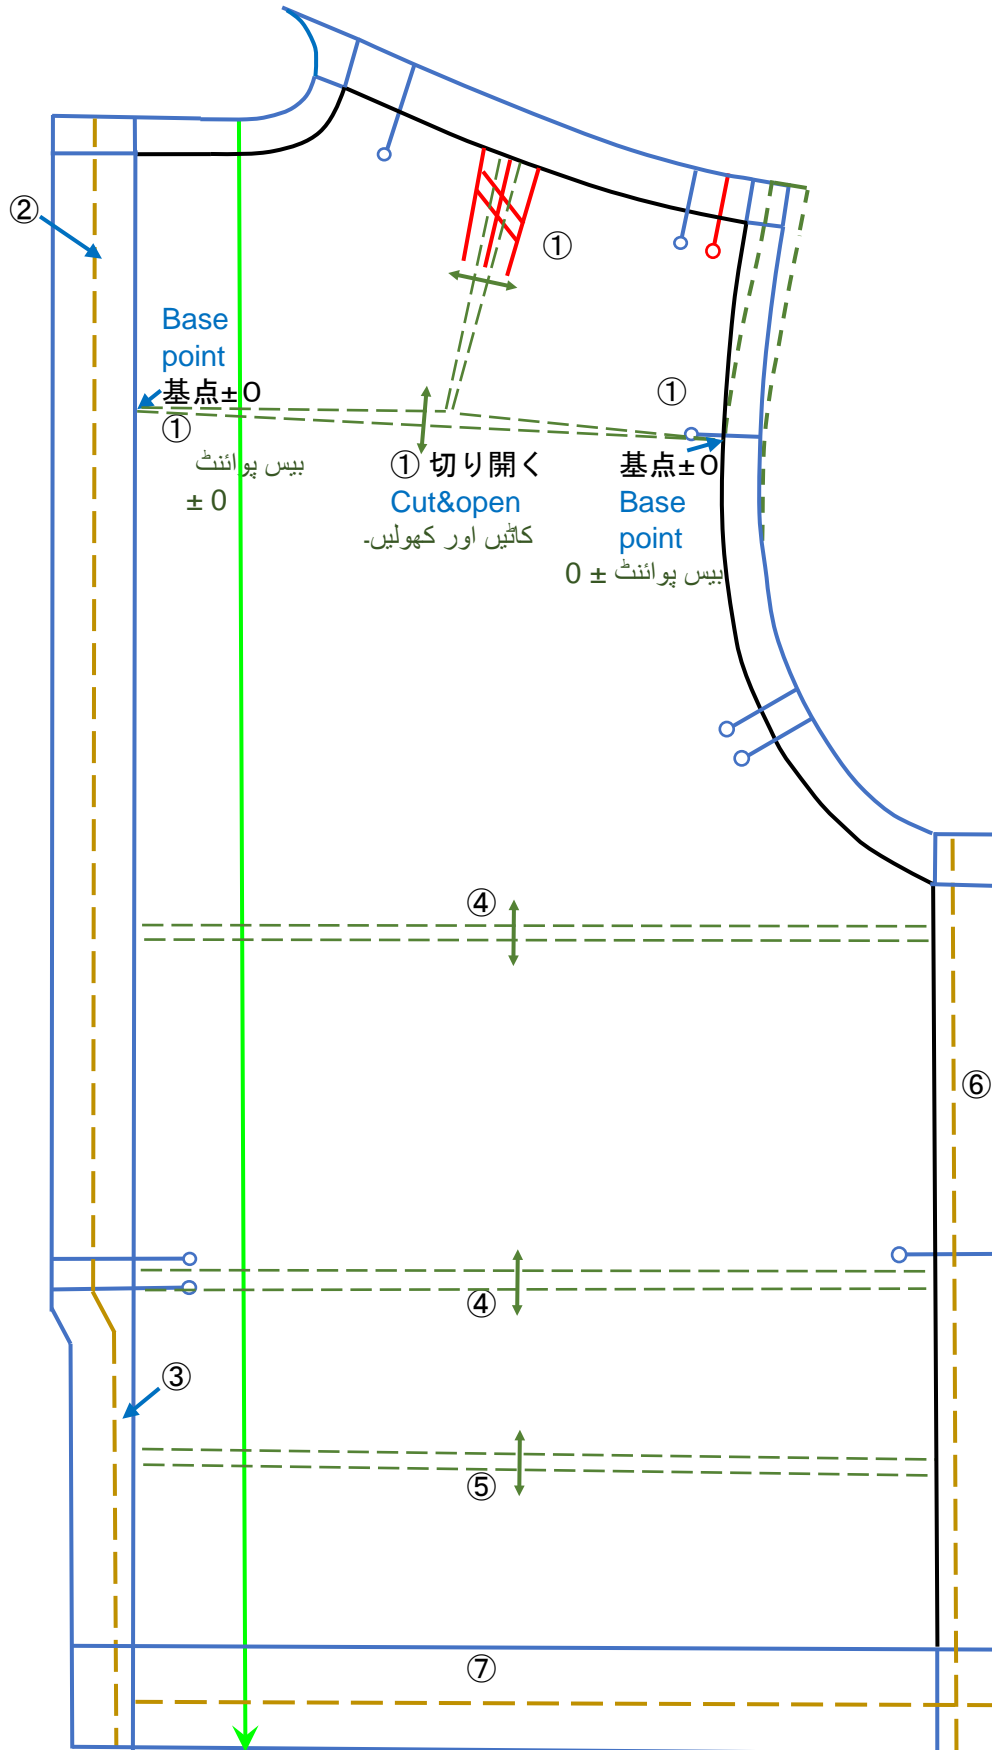 ②
①
Base
point
基点±0
①
بیس پوائنٹ
± 0
① 切り開く
Cut&open
کاٹیں اور کھولیں۔
①
基点±0
Base
point
بیس پوائنٹ ± 0
④
⑥
④
③
⑤
⑦